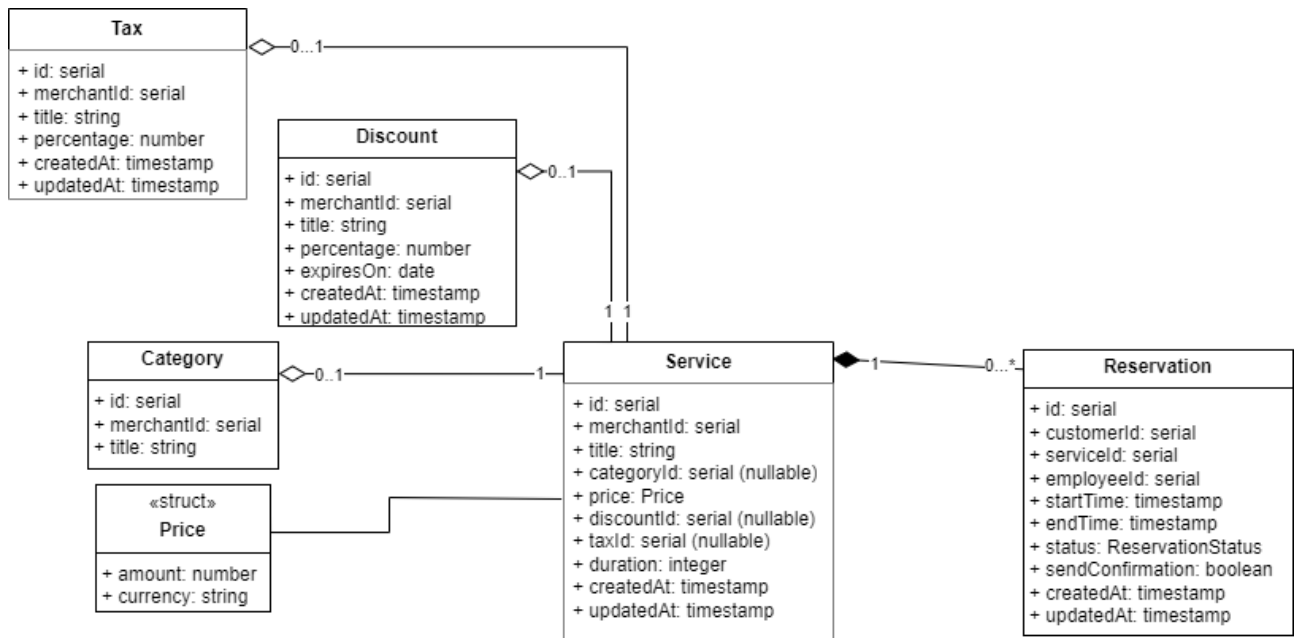 Tax
0...1
+ id: serial
+ merchantId: serial
+ title: string
+ percentage: number
+ createdAt: timestamp
+ updatedAt: timestamp
Discount
0..1
+ id: serial
+ merchantId: serial
+ title: string
+ percentage: number
+ expiresOn: date
+ createdAt: timestamp
+ updatedAt: timestamp
1 1
Category
0..1
1
+ id: serial
+ merchantId: serial
+ title: string
«struct»
Price
+ amount: number
+ currency: string
Service
1
0...*
+ id: serial
+ merchantId: serial
+ title: string
+ categoryId: serial (nullable)
+ price: Price
+ discountId: serial (nullable)
+ taxId: serial (nullable)
+ duration: integer
+ createdAt: timestamp
+ updatedAt: timestamp
Reservation
+ id: serial
+ customerId: serial
+ serviceId: serial
+ employeeId: serial
+ startTime: timestamp
+ endTime: timestamp
+ status: ReservationStatus
+ sendConfirmation: boolean
+ createdAt: timestamp
+ updatedAt: timestamp